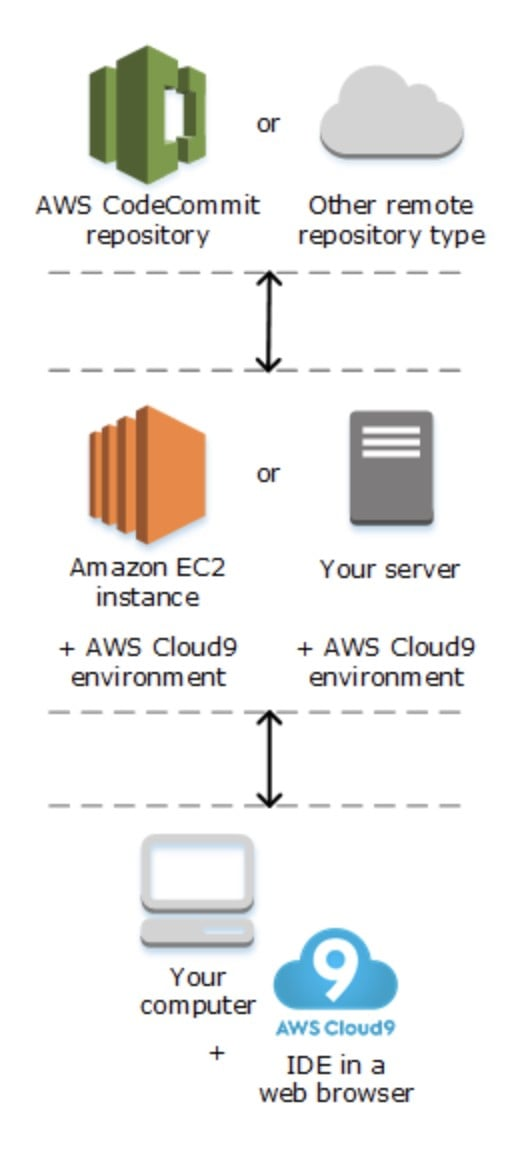 or
AWS CodeCommit
repository
Other remote
repository type
or
Amazon EC2
instance
Your server
+ AWS Cloud9
environment
+ AWS Cloud9
environment
Your
computer
+
9
AWS Cloud9
IDE in a
web browser